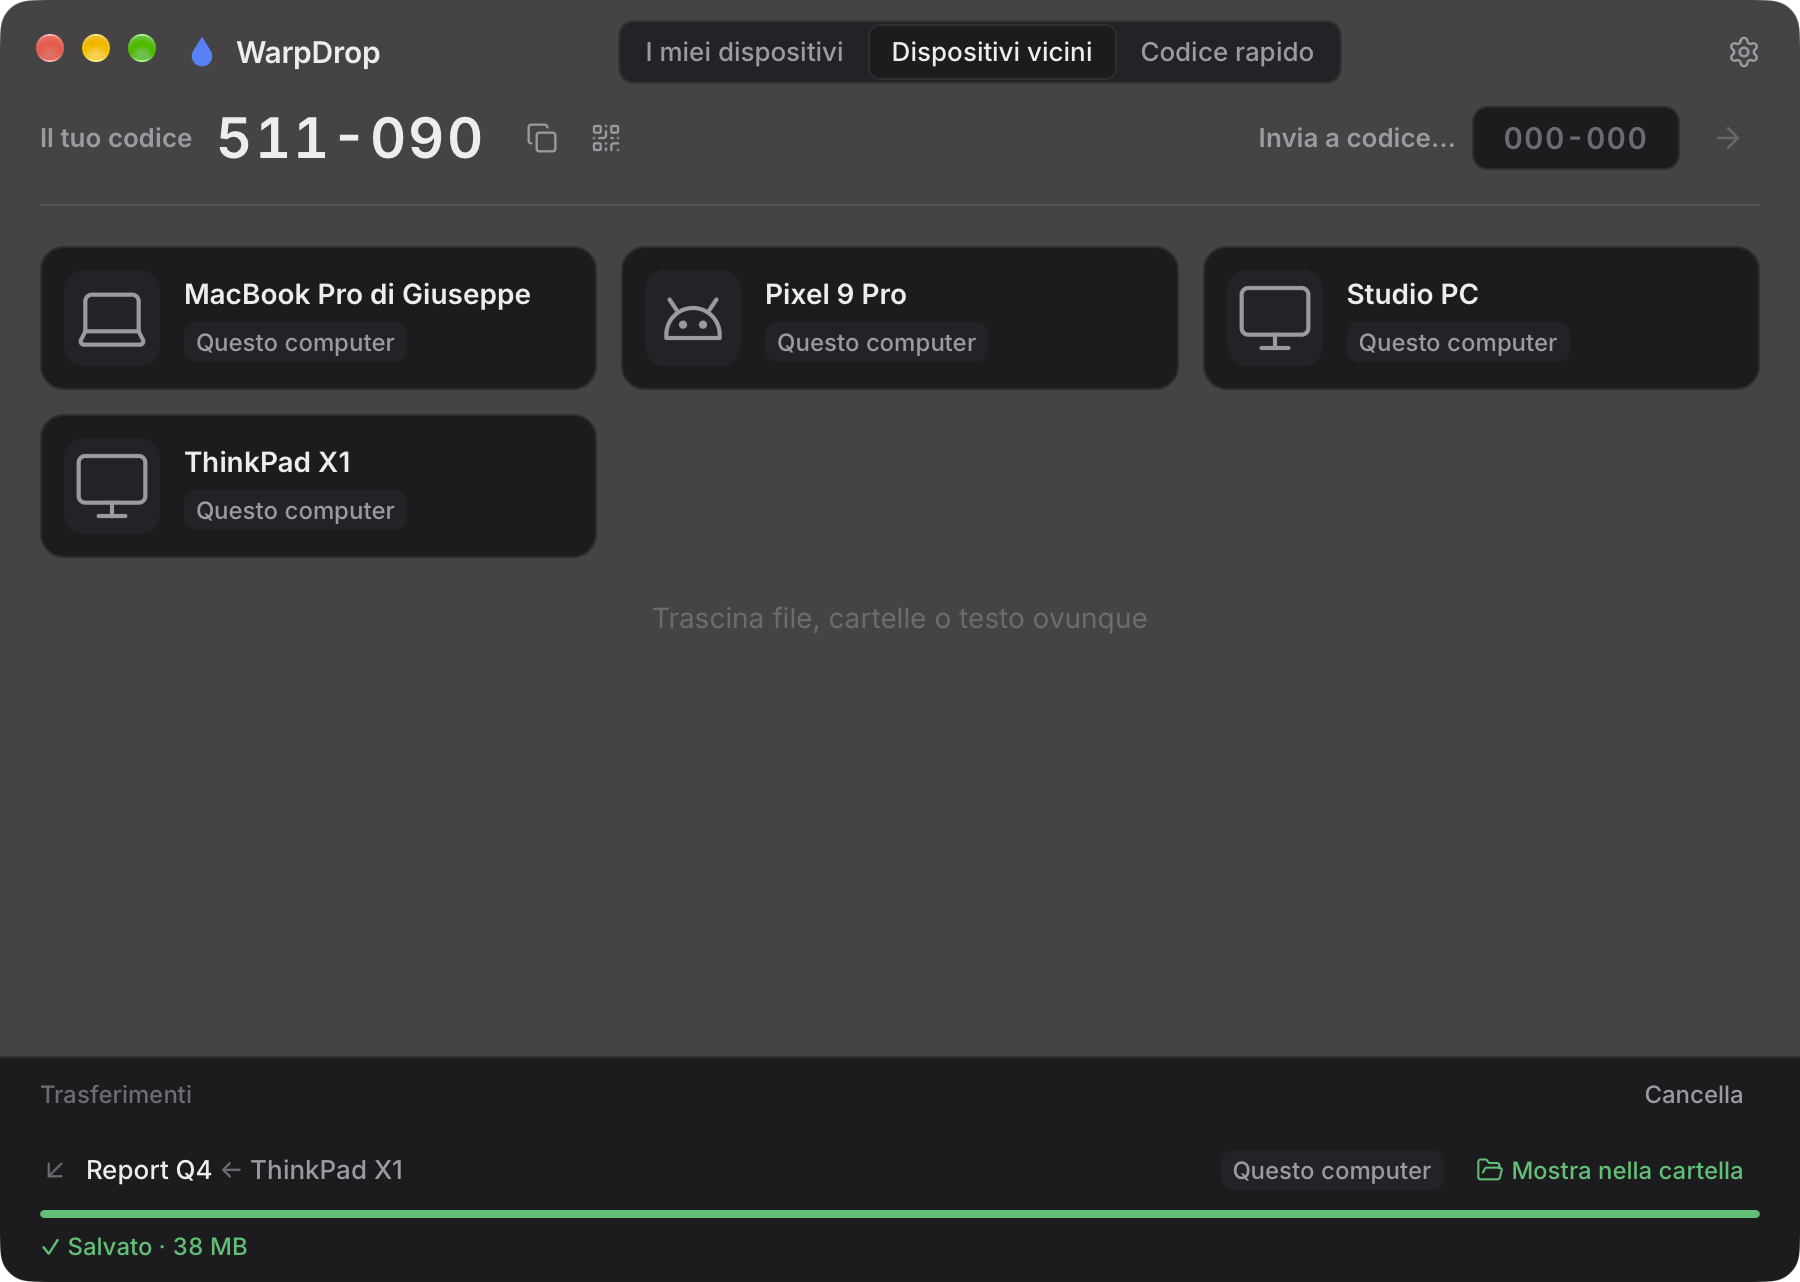 WarpDrop
I miei dispositivi
Dispositivi vicini
Codice rapido
Il tuo codice
511-090
Invia a codice...
000-000
MacBook Pro di Giuseppe
Questo computer
Pixel 9 Pro
Questo computer
Studio PC
Questo computer
ThinkPad X1
Questo computer
Trascina file, cartelle o testo ovunque
Trasferimenti
Cancella
Report Q4 ← ThinkPad X1
Questo computer
Mostra nella cartella
✓ Salvato · 38 MB